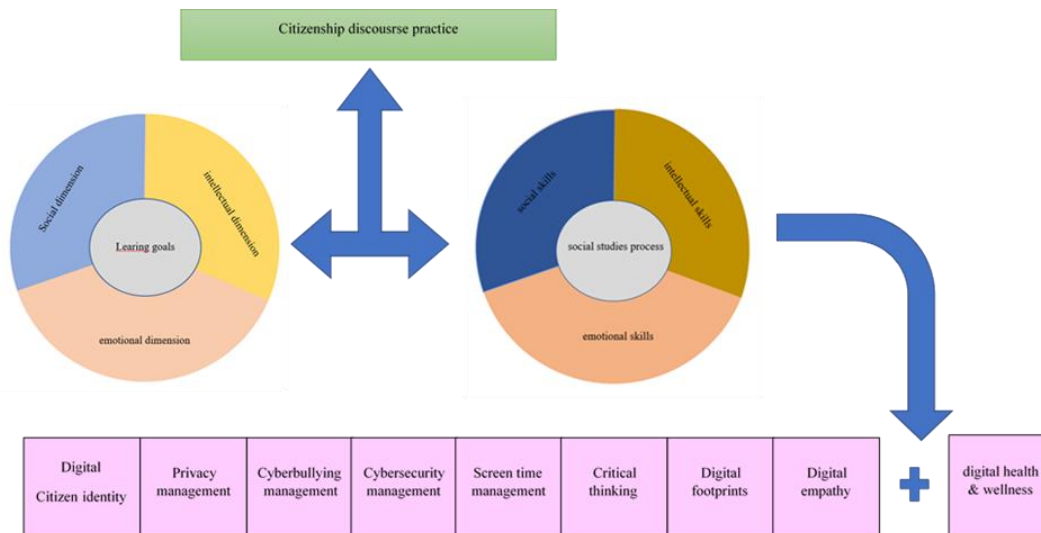 Citizenship discousrse practice
Social dimension
intellectual dimension
Learing goals
emotional dimension
social skills
intellectual skills
social studies process
emotional skills
Digital
Citizen identity
Privacy
management
Cyberbullying
management
Cybersecurity
management
Screen time
management
Critical
thinking
Digital
footprints
Digital
empathy
digital health
& wellness